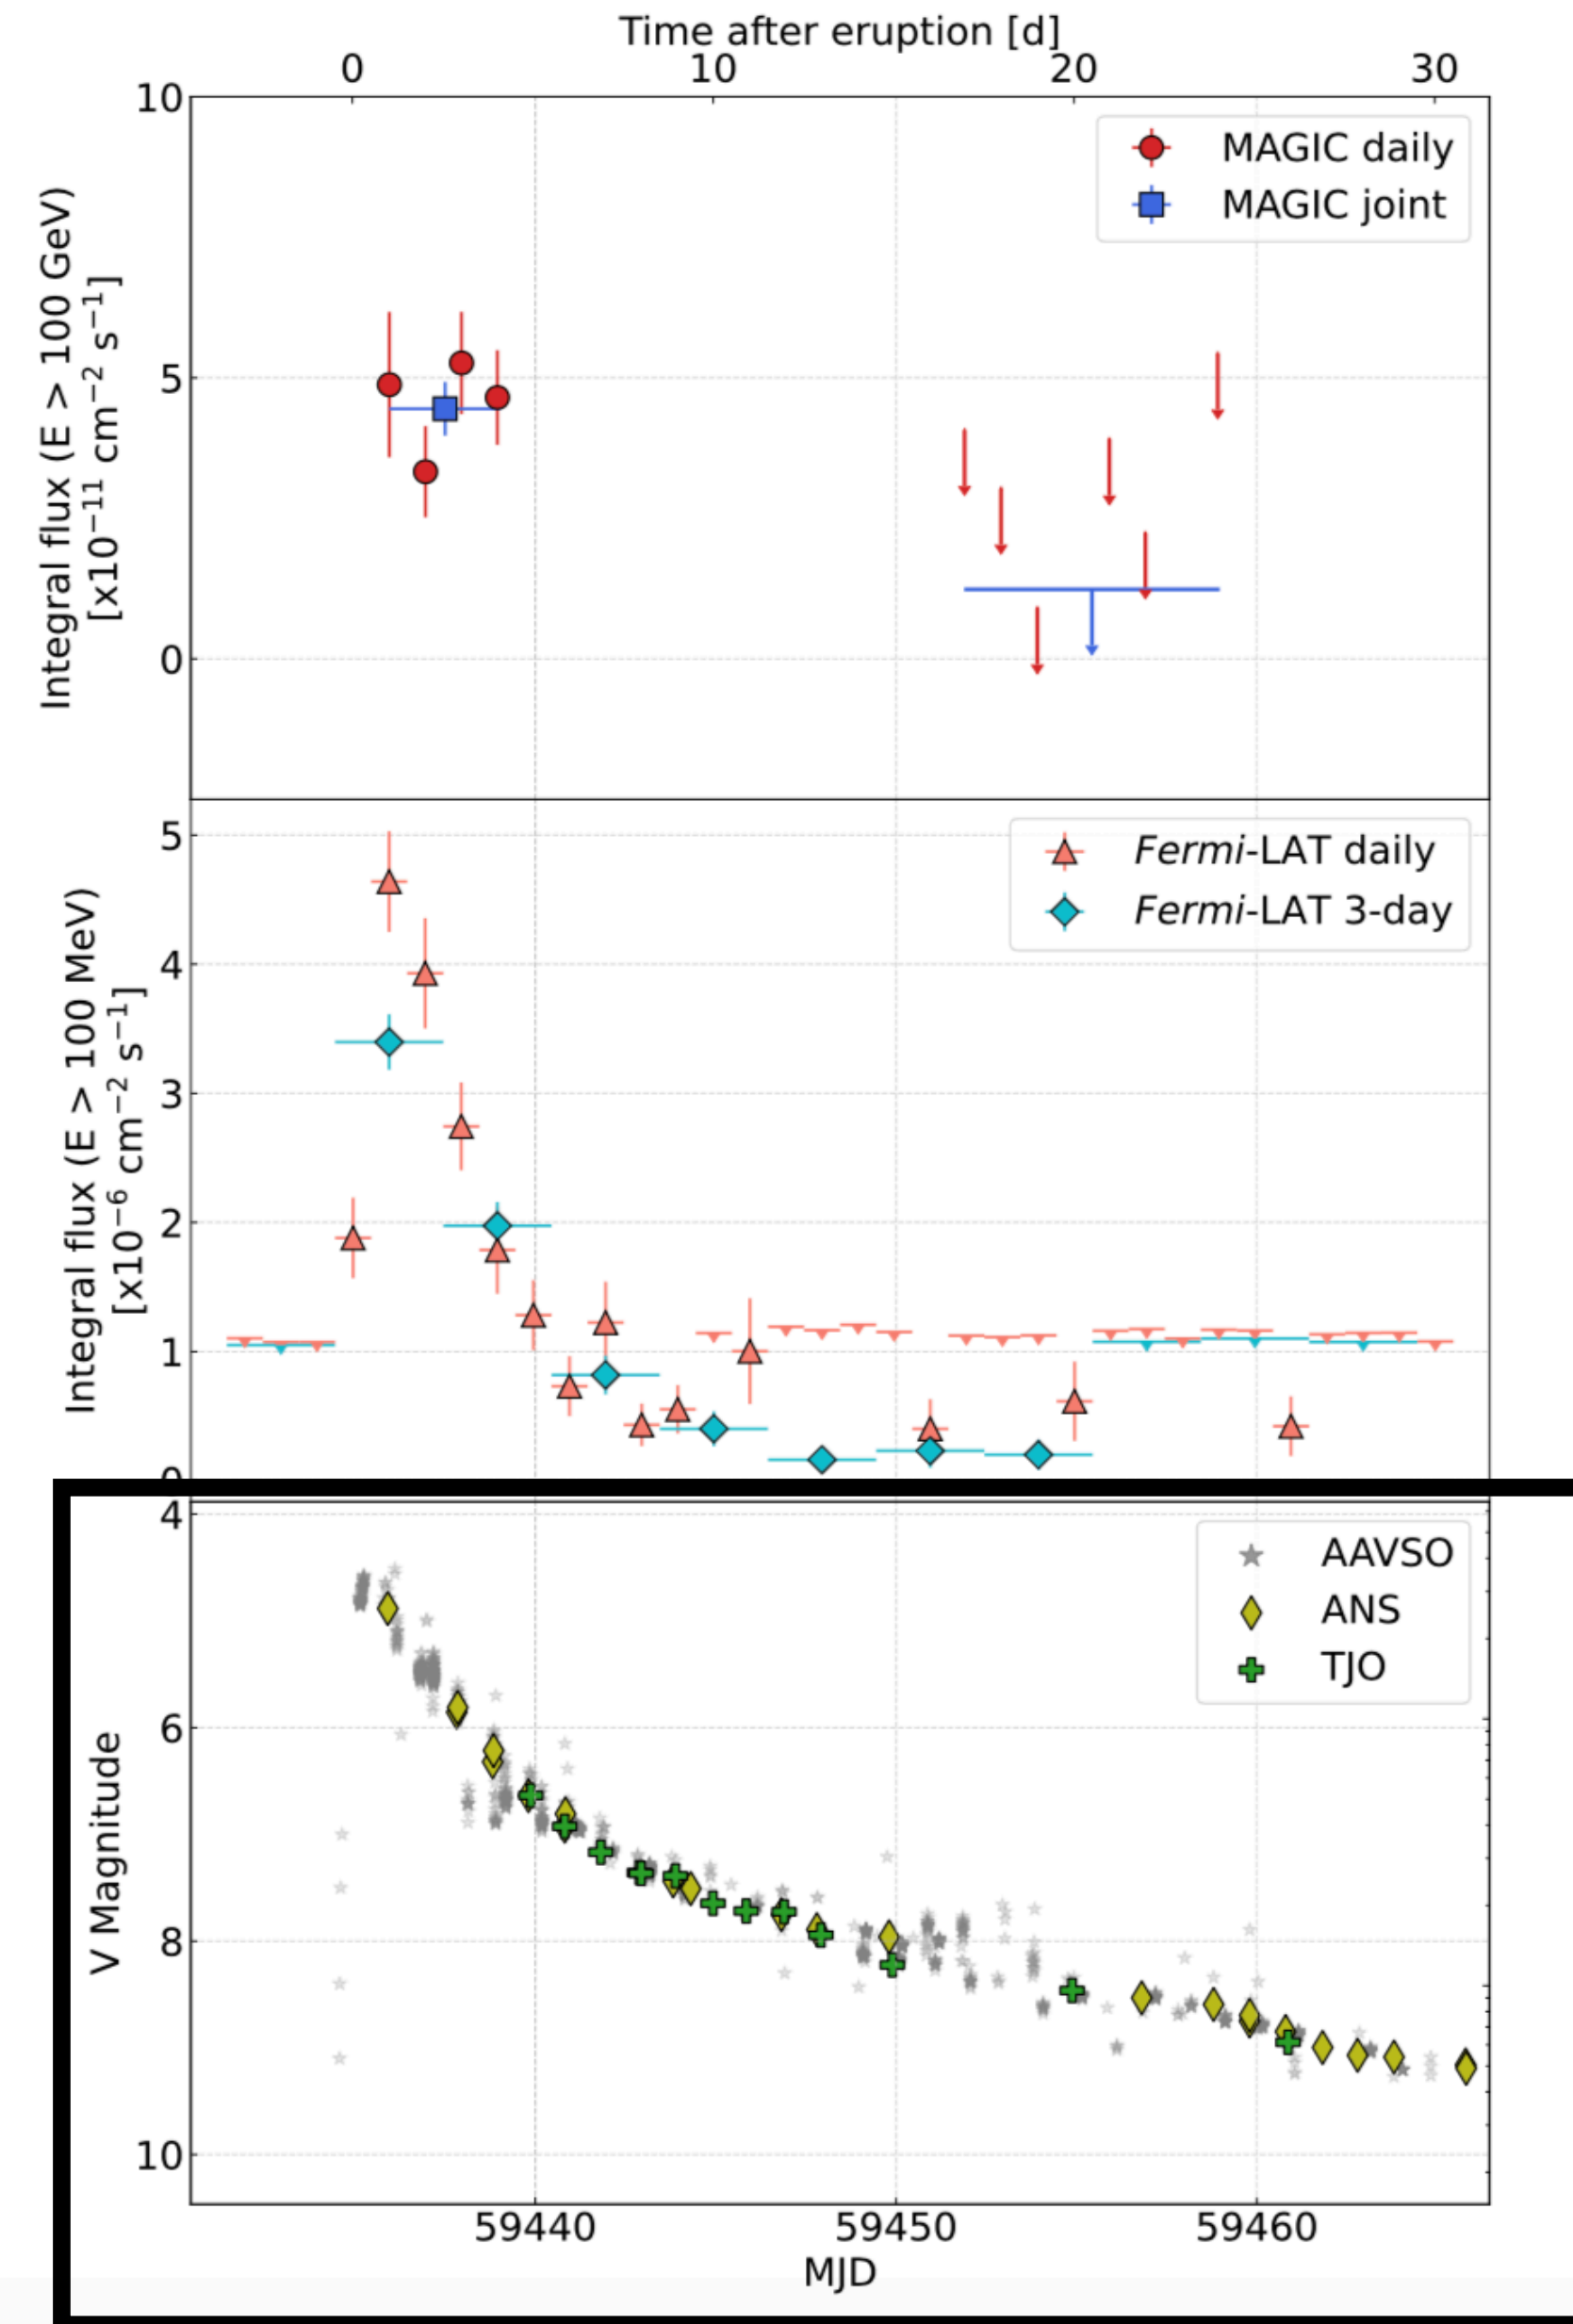 Time after eruption [d]
0 10 20 30
10
5
0
Integral flux (E > 100 GeV)
[x10⁻¹¹ cm⁻² s⁻¹]
MAGIC daily
MAGIC joint
5
4
3
2
1
0
Integral flux (E > 100 MeV)
[x10⁻⁶ cm⁻² s⁻¹]
Fermi-LAT daily
Fermi-LAT 3-day
4
6
8
10
V Magnitude
AAVSO
ANS
TJO
59440 59450 59460
MJD